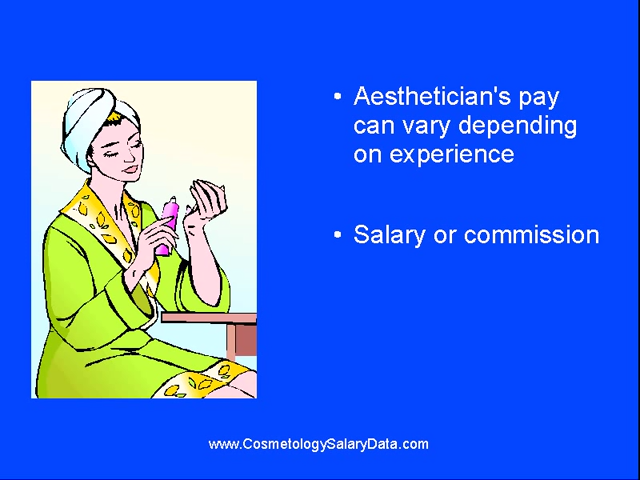 • Aesthetician's pay
can vary depending
on experience
• Salary or commission
www.CosmetologySalaryData.com